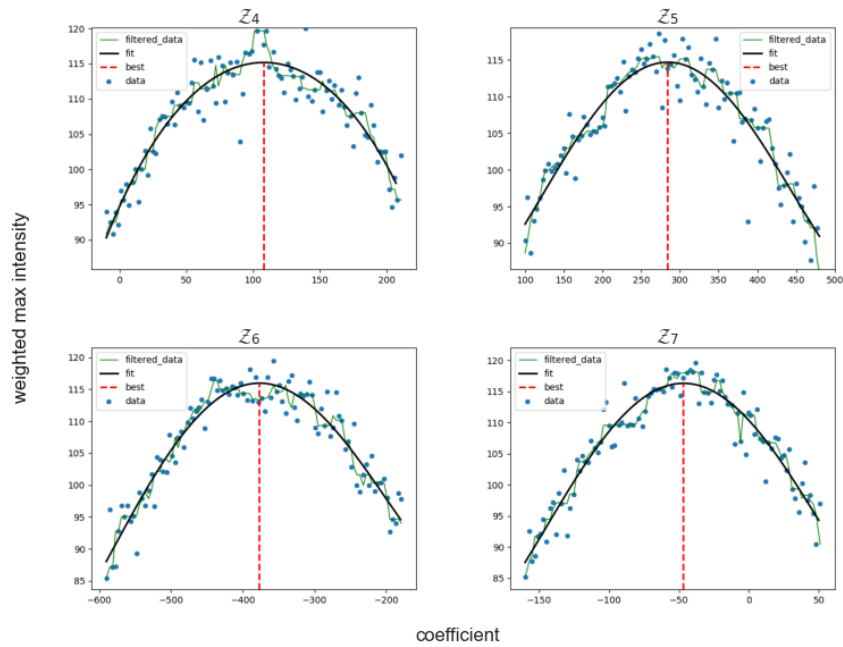 𝒵4
120
115
110
105
100
95
90
0
50
100
150
200
filtered_data
fit
best
data
𝒵5
115
110
105
100
95
90
100
150
200
250
300
350
400
450
500
filtered_data
fit
best
data
weighted max intensity
𝒵6
120
115
110
105
100
95
90
85
−600
−500
−400
−300
−200
filtered_data
fit
best
data
𝒵7
120
115
110
105
100
95
90
85
−150
−100
−50
0
50
filtered_data
fit
best
data
coefficient